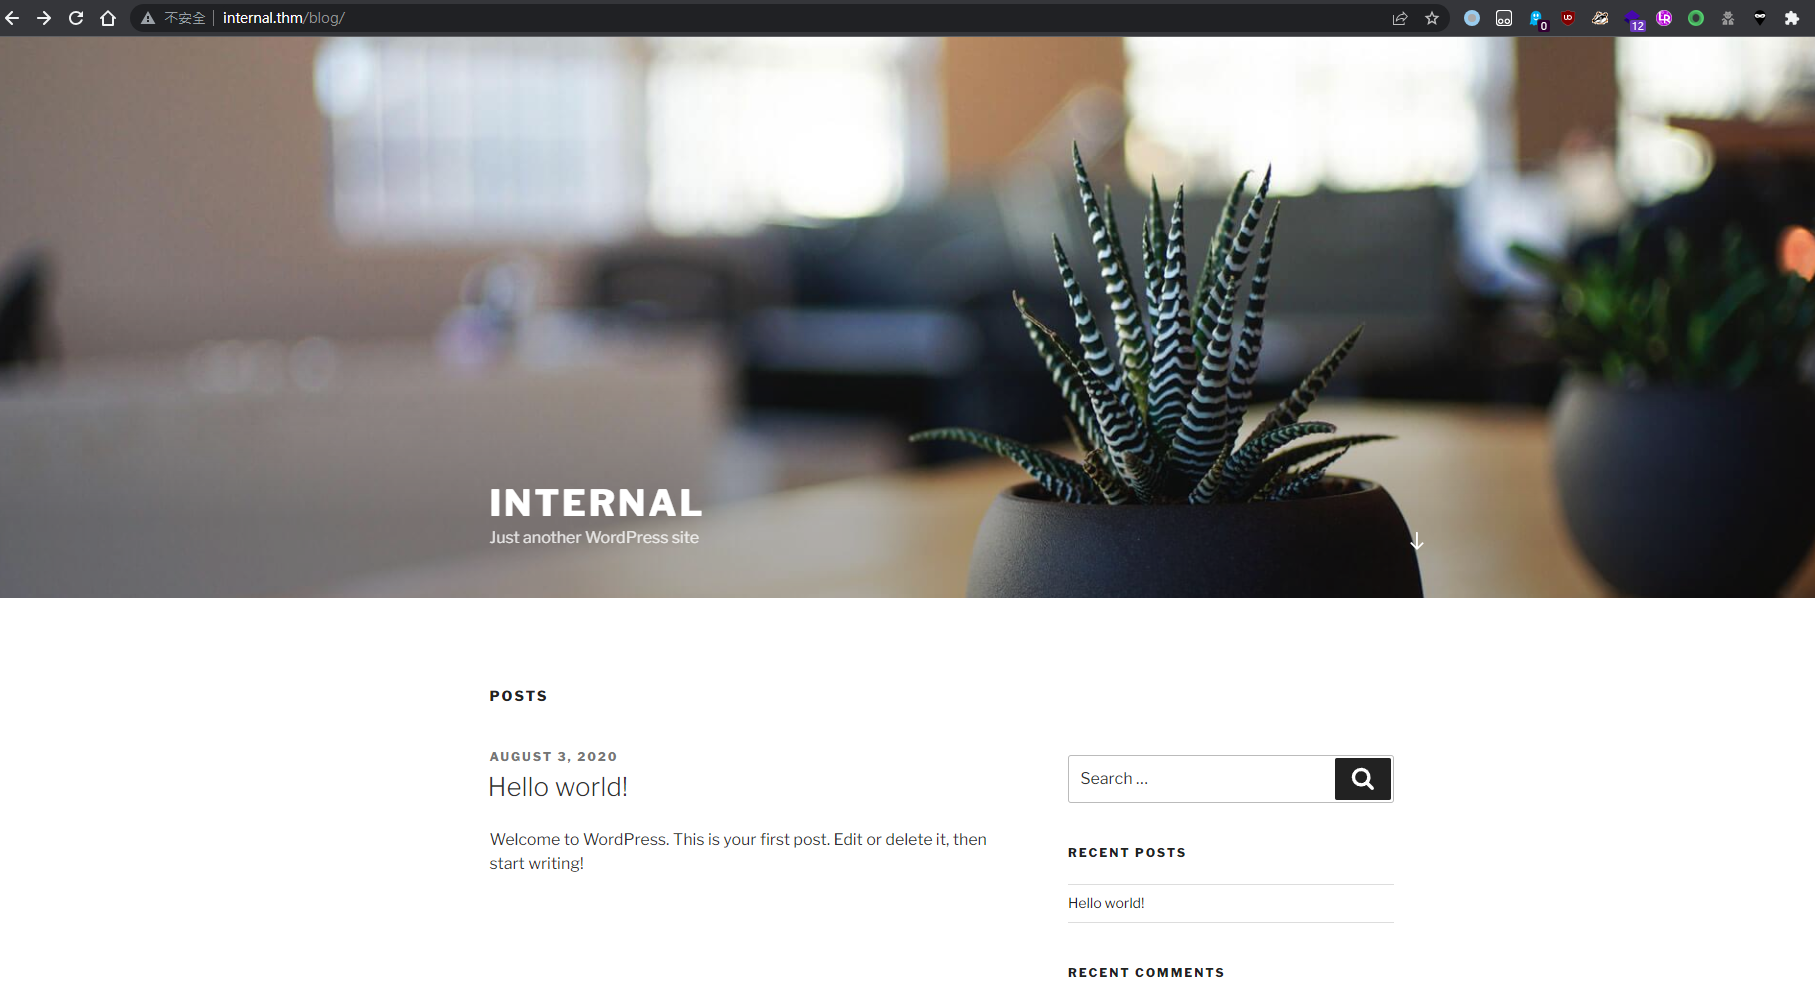 不安全 internal.thm/blog/
0
UD
12
INTERNAL
Just another WordPress site
POSTS
AUGUST 3, 2020
Hello world!
Welcome to WordPress. This is your first post. Edit or delete it, then
start writing!
Search …
RECENT POSTS
Hello world!
RECENT COMMENTS